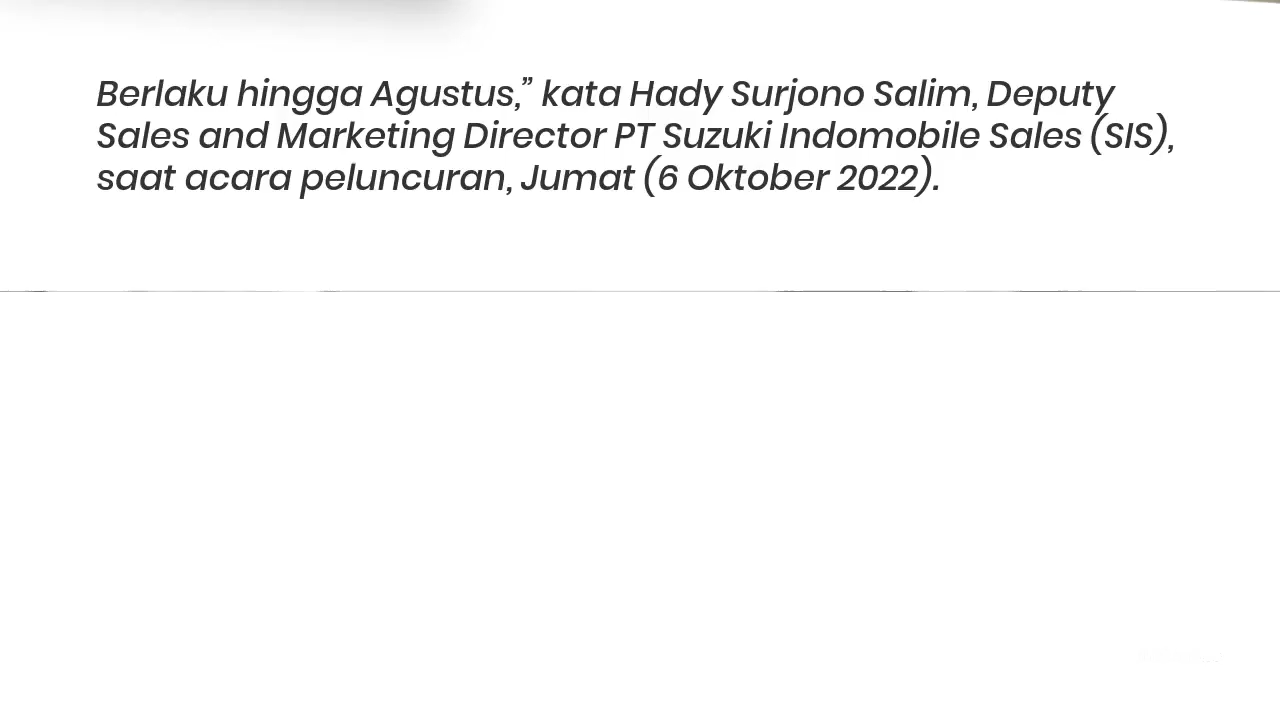 Berlaku hingga Agustus,” kata Hady Surjono Salim, Deputy
Sales and Marketing Director PT Suzuki Indomobile Sales (SIS),
saat acara peluncuran, Jumat (6 Oktober 2022).